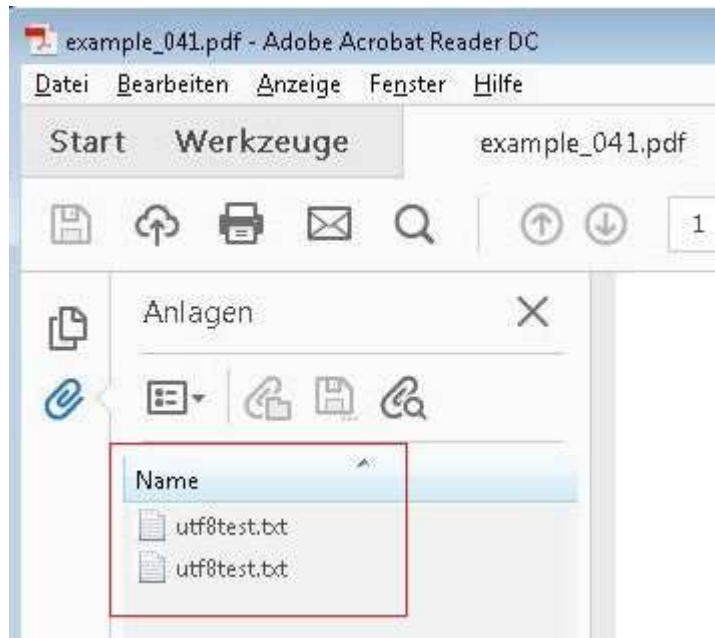 example_041.pdf - Adobe Acrobat Reader DC
Datei Bearbeiten Anzeige Fenster Hilfe
Start Werkzeuge example_041.pdf
1
Anlagen
Name
utf8test.txt
utf8test.txt